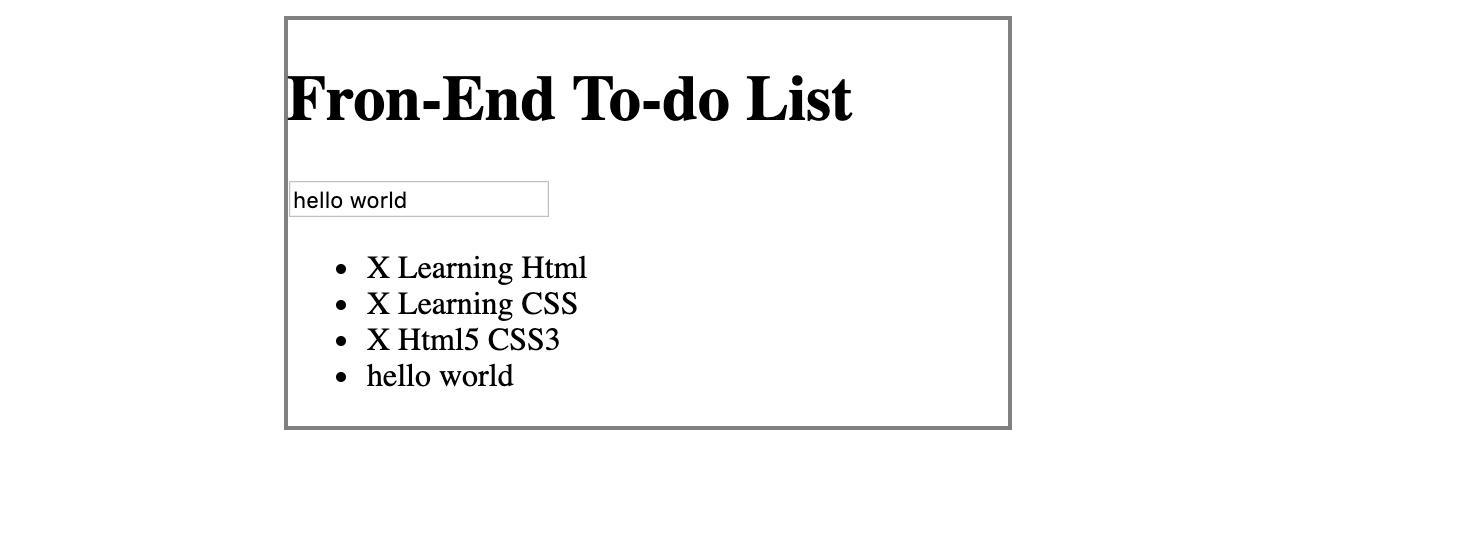 Fron-End To-do List
hello world
X Learning Html
X Learning CSS
X Html5 CSS3
hello world